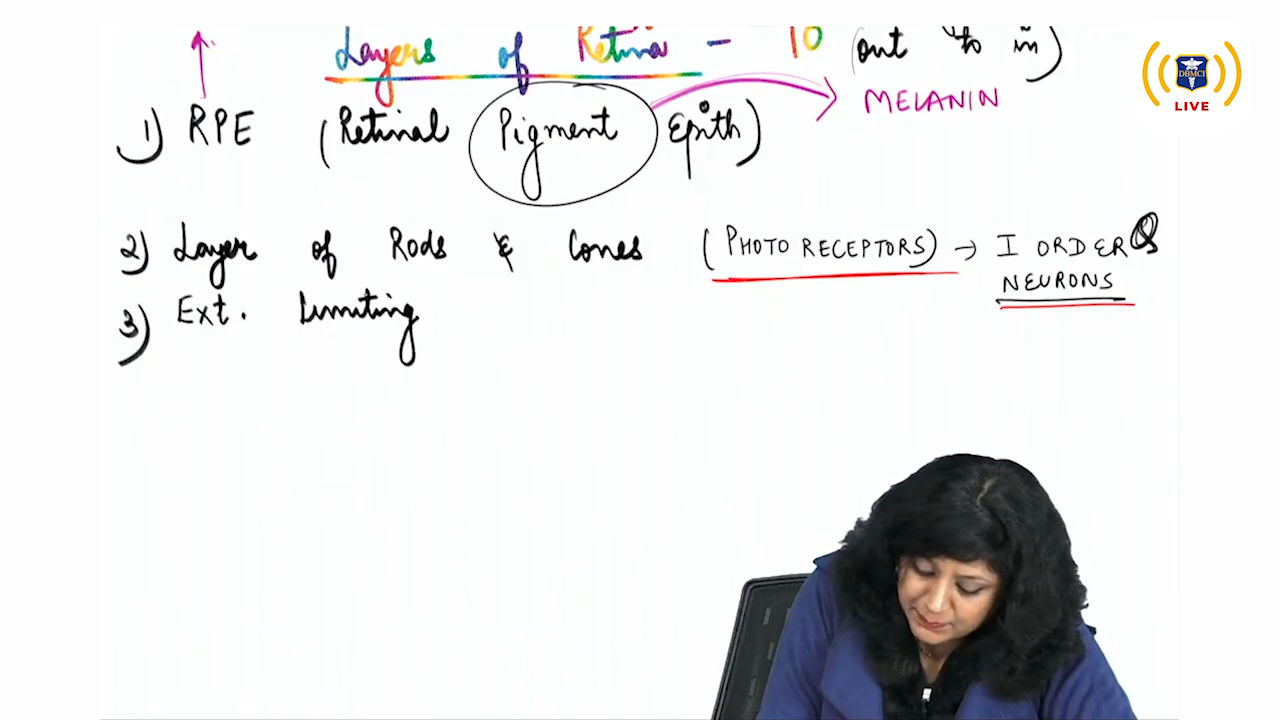 Layers of Retina - 10 (out to in)
1) RPE (Retinal Pigment Epith) MELANIN
2) Layer of Rods & Cones (PHOTO RECEPTORS) → I ORDER
NEURONS
3) Ext. Limiting
DBMCI
LIVE